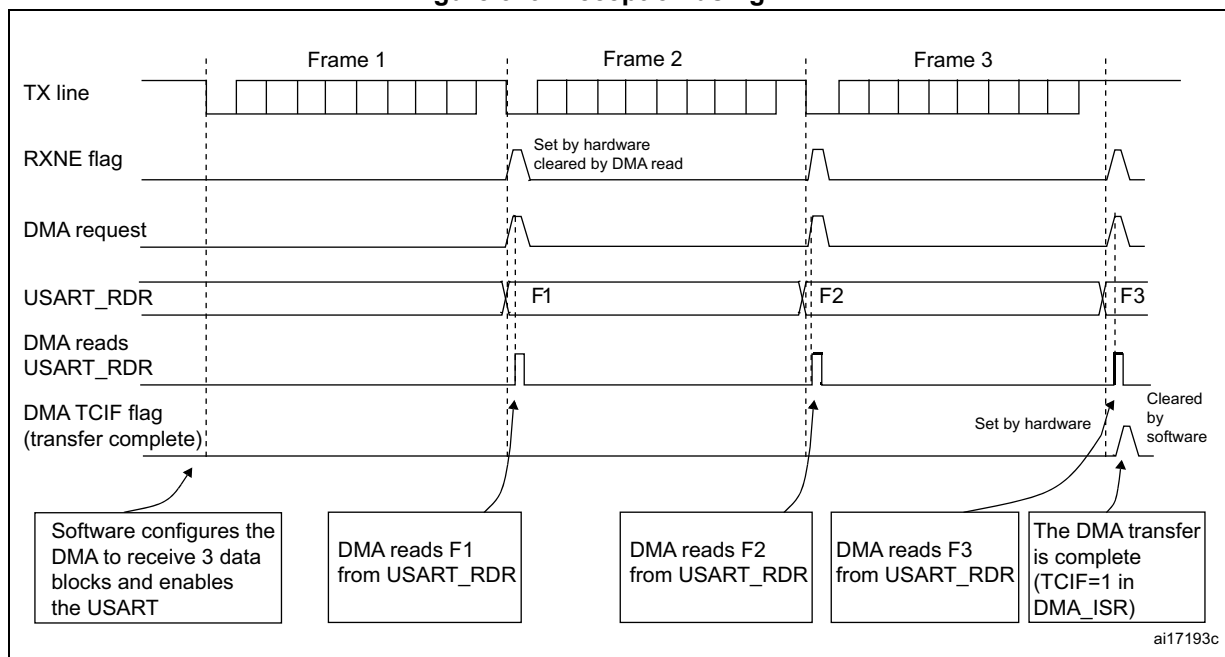 Frame 1
Frame 2
Frame 3
TX line
RXNE flag
Set by hardware
cleared by DMA read
DMA request
USART_RDR
F1
F2
F3
DMA reads
USART_RDR
DMA TCIF flag
(transfer complete)
Set by hardware
Cleared
by
software
Software configures the
DMA to receive 3 data
blocks and enables
the USART
DMA reads F1
from USART_RDR
DMA reads F2
from USART_RDR
DMA reads F3
from USART_RDR
The DMA transfer
is complete
(TCIF=1 in
DMA_ISR)
ai17193c